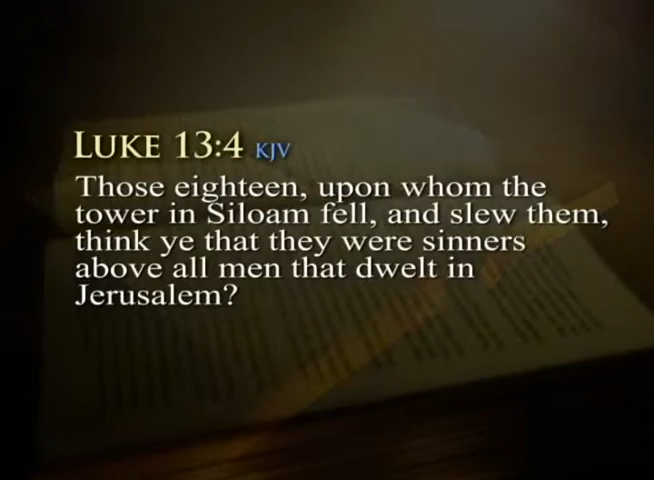 Luke 13:4 KJV
Those eighteen, upon whom the
tower in Siloam fell, and slew them,
think ye that they were sinners
above all men that dwelt in
Jerusalem?